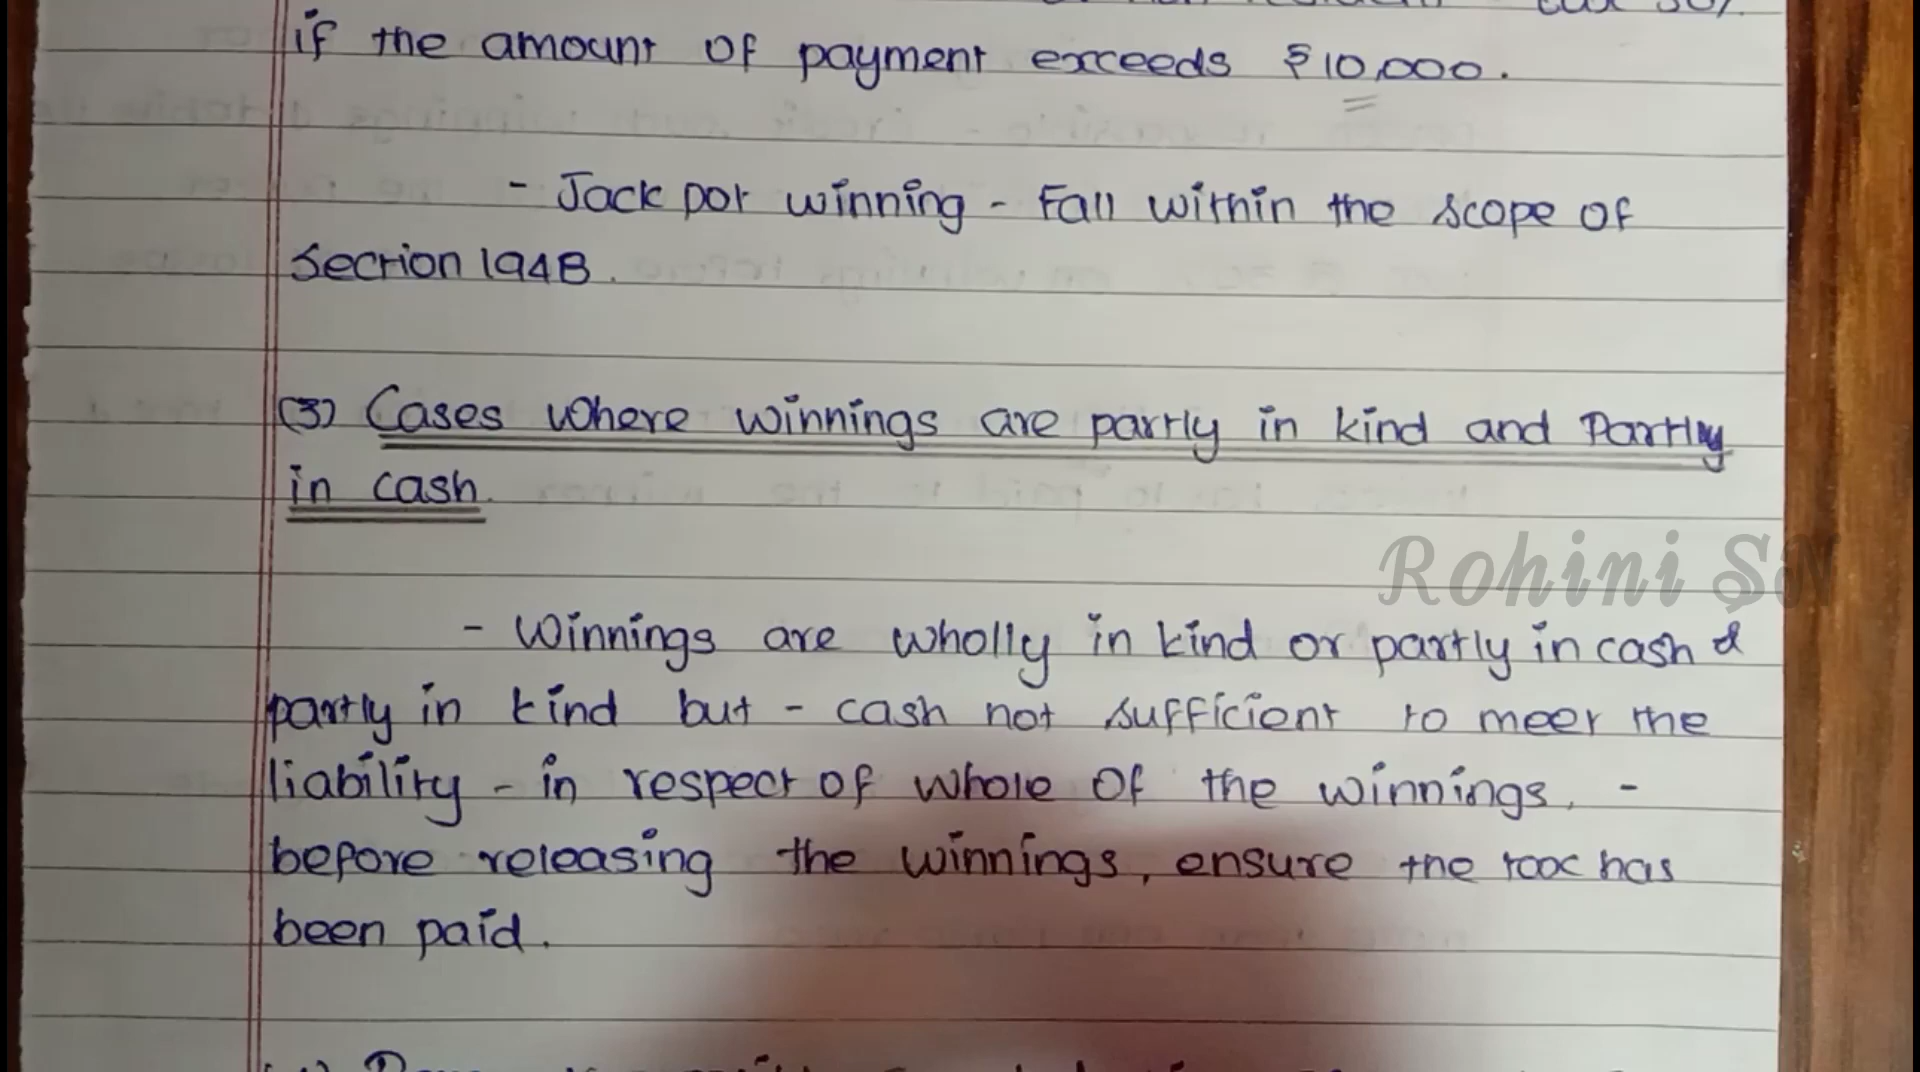 if the amount of payment exceeds ₹10,000.
- Jack pot winning - Fall within the scope of
Section 194B.
(3) Cases where winnings are partly in kind and Partly
in cash.
Rohini SN
- Winnings are wholly in kind or partly in cash &
partly in kind but - cash not sufficient to meet the
liability - in respect of whole of the winnings, -
before releasing the winnings, ensure the tax has
been paid.